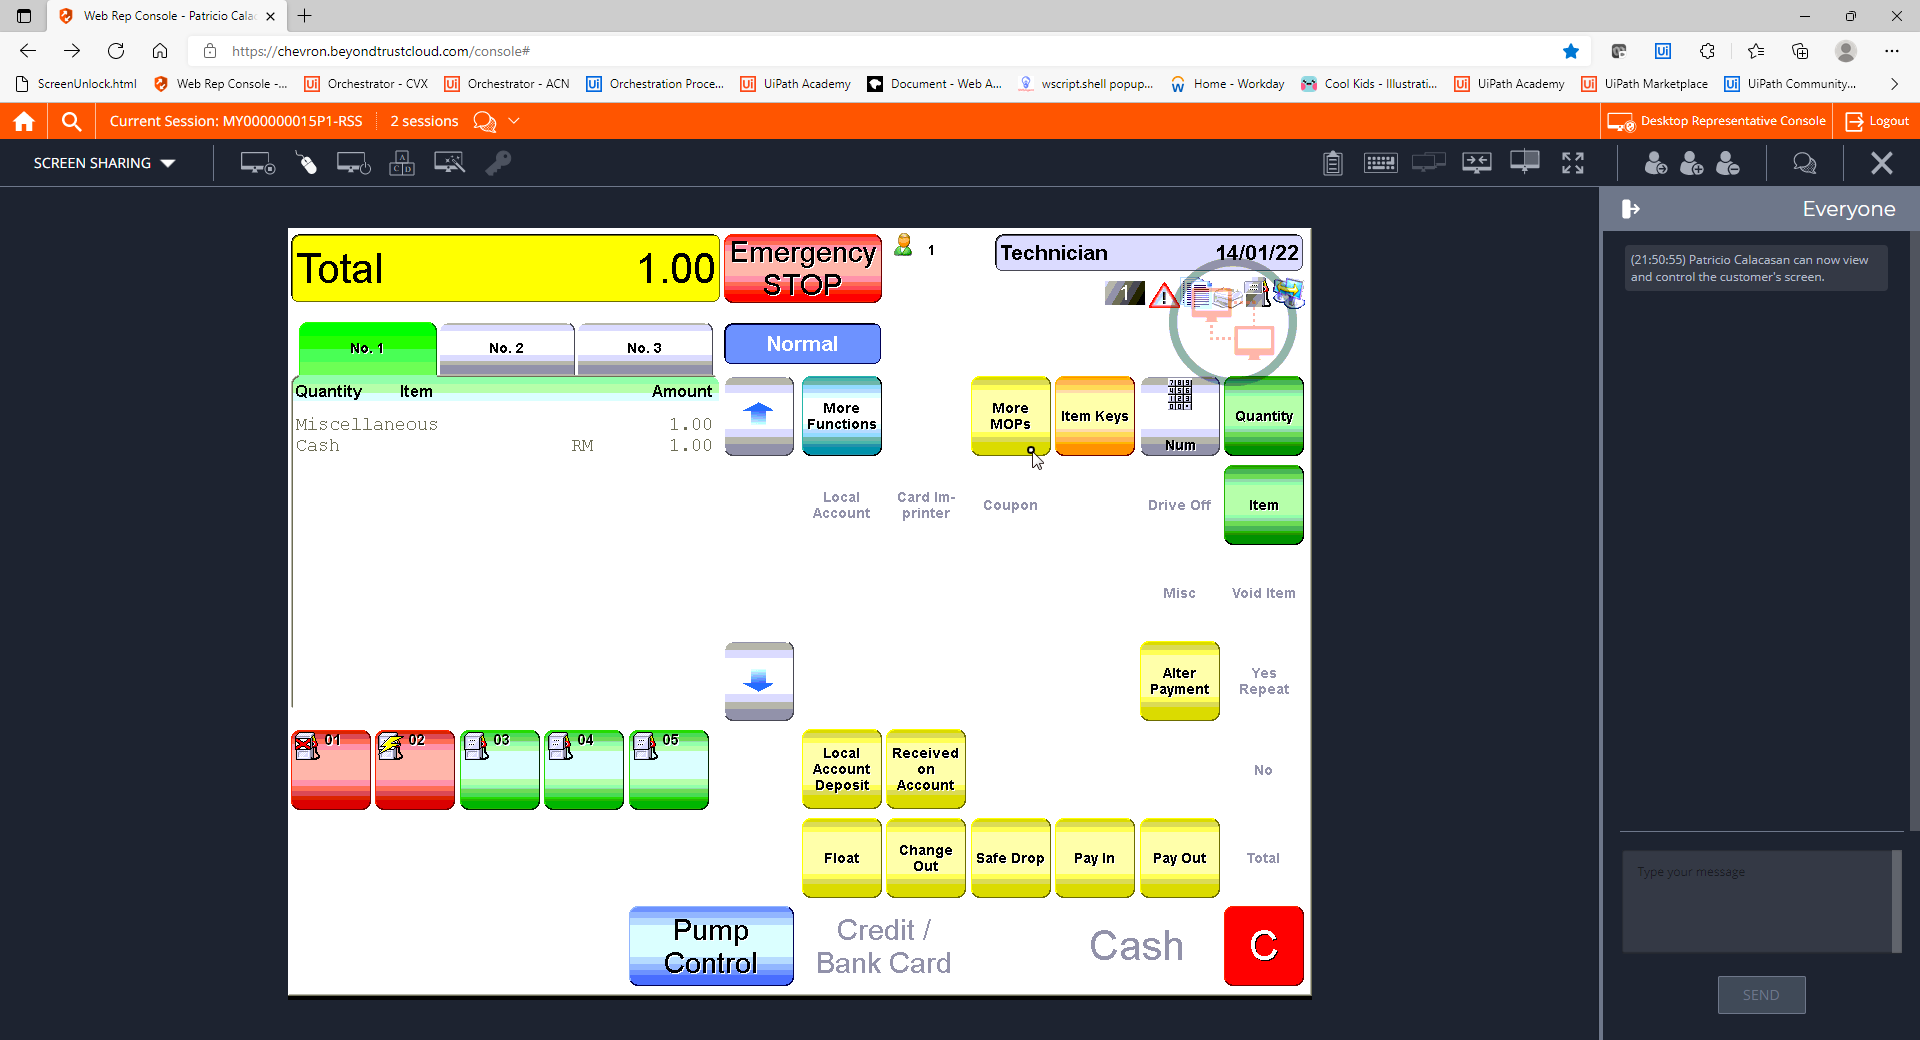 Web Rep Console - Patricio Cala
https://chevron.beyondtrustcloud.com/console#
ScreenUnlock.html
Web Rep Console -...
Orchestrator - CVX
Orchestrator - ACN
Orchestration Proce...
UiPath Academy
Document - Web A...
wscript.shell popup...
Home - Workday
Cool Kids - Illustrati...
UiPath Academy
UiPath Marketplace
UiPath Community...
Current Session: MY000000015P1-RSS
2 sessions
Desktop Representative Console
Logout
SCREEN SHARING
Everyone
(21:50:55) Patricio Calacasan can now view
and control the customer's screen.
Total 1.00
Emergency
STOP
1
Technician 14/01/22
1
No. 1
No. 2
No. 3
Normal
Quantity Item Amount
Miscellaneous 1.00
Cash RM 1.00
More
Functions
More
MOPs
Item Keys
Num
Quantity
Local
Account
Card Im-
printer
Coupon
Drive Off
Item
Misc
Void Item
Alter
Payment
Yes
Repeat
01
02
03
04
05
Local
Account
Deposit
Received
on
Account
No
Float
Change
Out
Safe Drop
Pay In
Pay Out
Total
Pump
Control
Credit /
Bank Card
Cash
C
Type your message
SEND